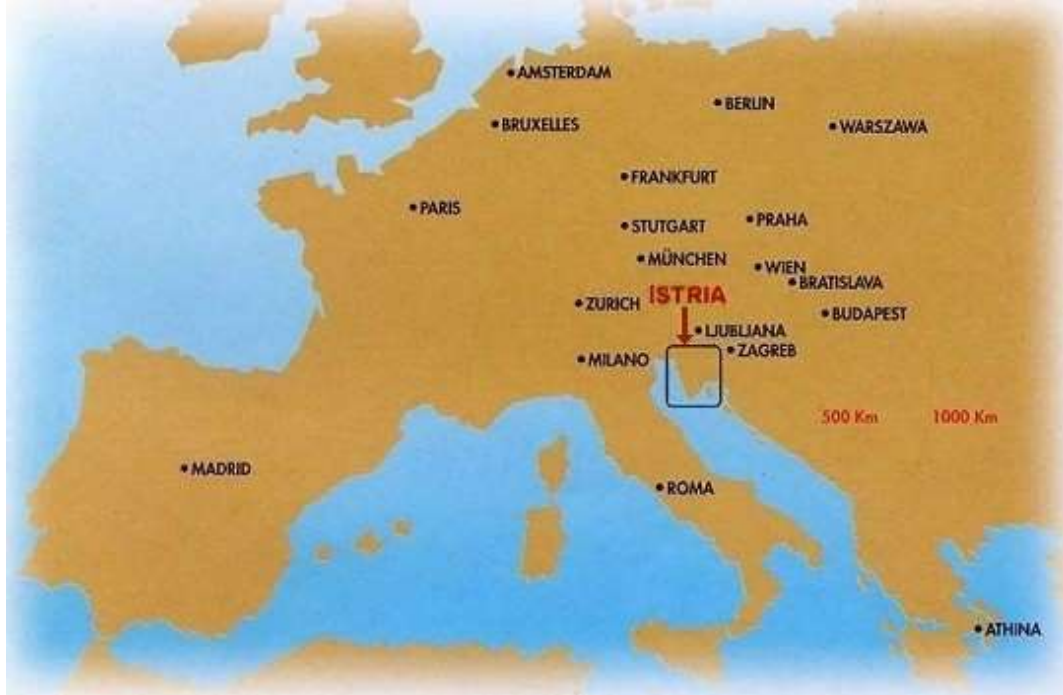 AMSTERDAM
BERLIN
BRUXELLES
WARSZAWA
FRANKFURT
PARIS
PRAHA
STUTGART
MÜNCHEN
WIEN
BRATISLAVA
ISTRIA
ZURICH
BUDAPEST
LJUBLJANA
ZAGREB
MILANO
500 Km
1000 Km
MADRID
ROMA
ATHINA